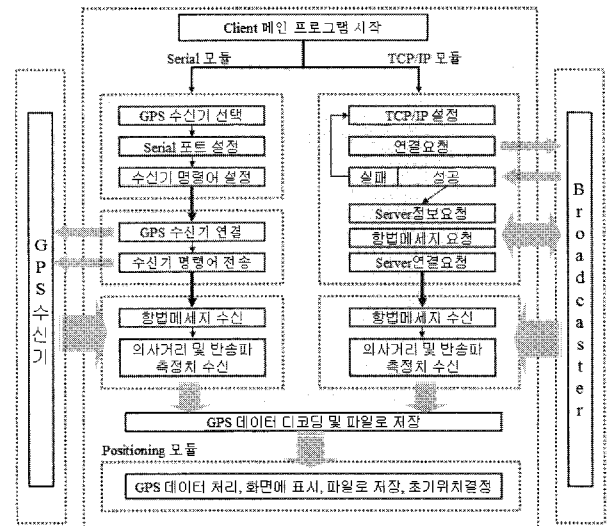 Client 메인 프로그램 시작
Serial 모듈
TCP/IP 모듈
GPS 수신기 선택
Serial 포트 설정
수신기 명령어 설정
GPS 수신기 연결
수신기 명령어 전송
항법메세지 수신
의사거리 및 반송파
측정치 수신
TCP/IP 설정
연결요청
실패
성공
Server정보요청
항법메세지 요청
Server연결요청
항법메세지 수신
의사거리 및 반송파
측정치 수신
GPS 수신기
Broadcaster
GPS 데이터 디코딩 및 파일로 저장
Positioning 모듈
GPS 데이터 처리, 화면에 표시, 파일로 저장, 초기위치결정